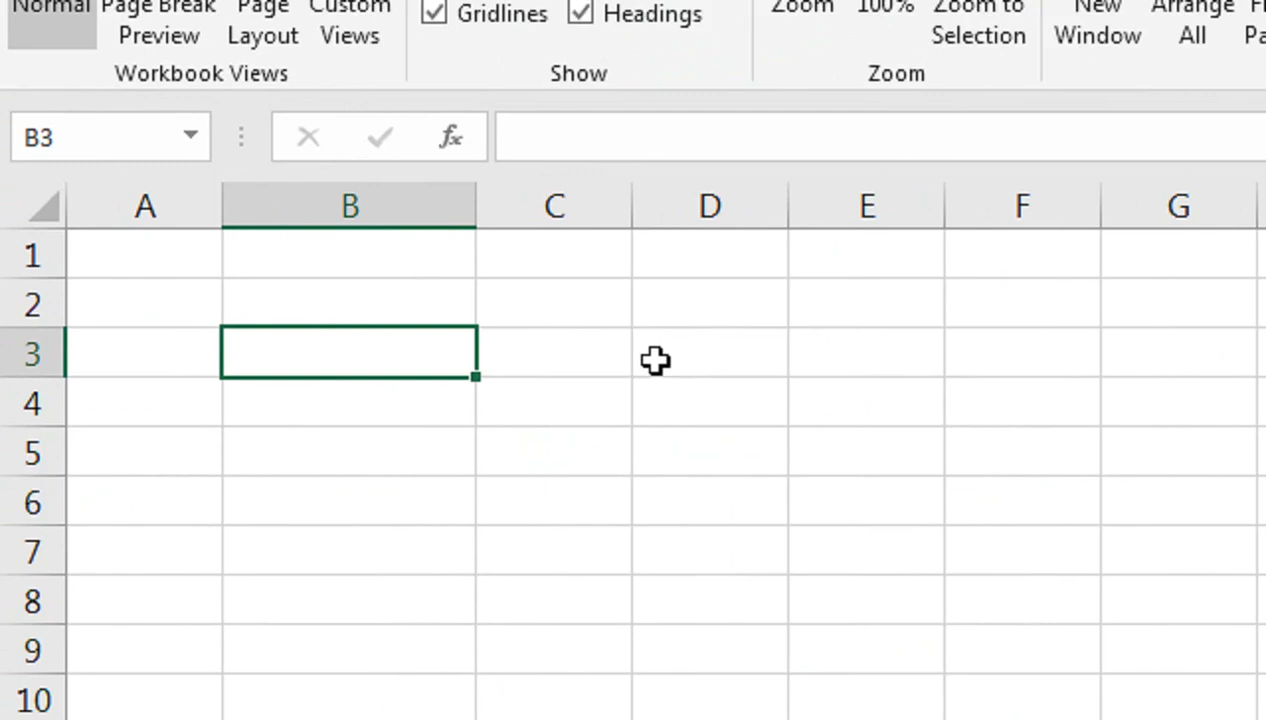 Normal Page Break Page Custom
Preview Layout Views
Gridlines Headings
Zoom 100% Zoom to
Selection
New Arrange
Window All
Workbook Views Show Zoom
B3 fx
A B C D E F G
1
2
3
4
5
6
7
8
9
10